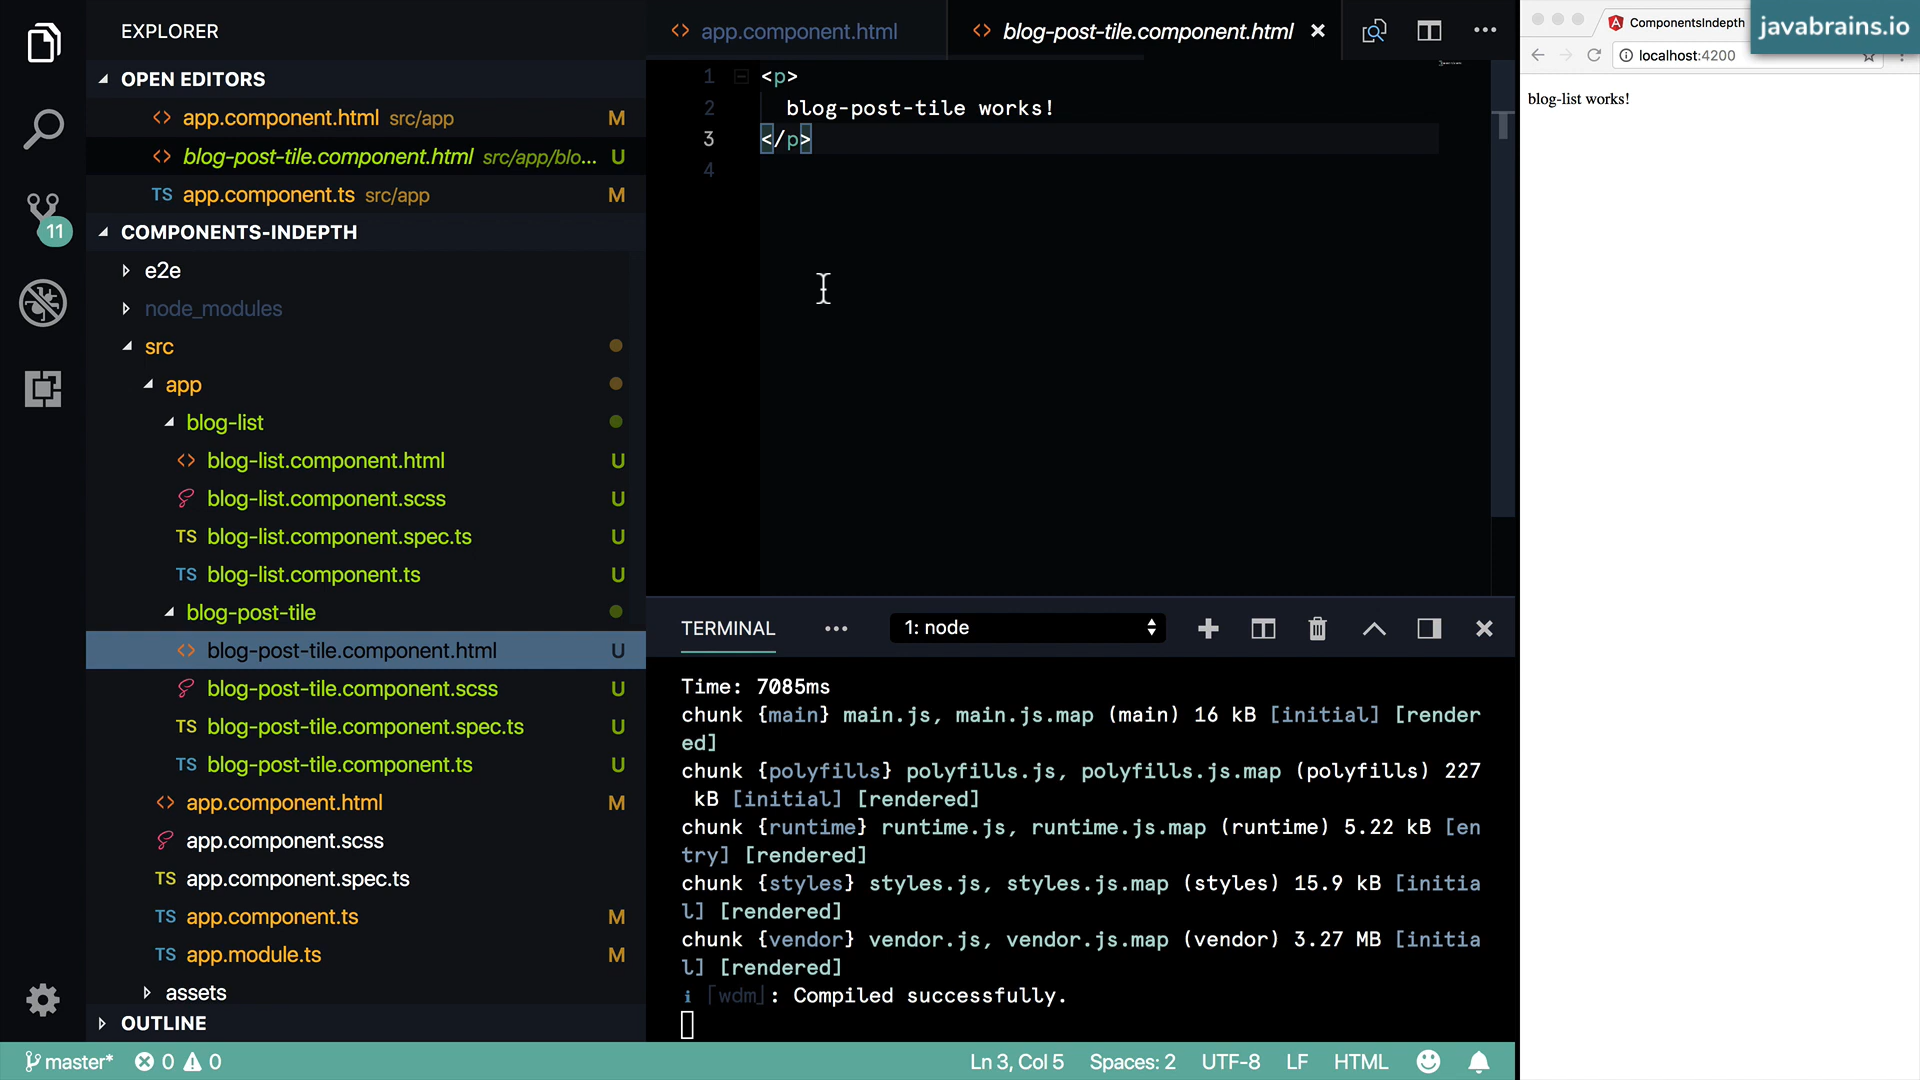 EXPLORER
OPEN EDITORS
app.component.html src/app M
blog-post-tile.component.html src/app/blo... U
TS app.component.ts src/app M
COMPONENTS-INDEPTH
e2e
node_modules
src
app
blog-list
blog-list.component.html U
blog-list.component.scss U
TS blog-list.component.spec.ts U
TS blog-list.component.ts U
blog-post-tile
blog-post-tile.component.html U
blog-post-tile.component.scss U
TS blog-post-tile.component.spec.ts U
TS blog-post-tile.component.ts U
app.component.html M
app.component.scss
TS app.component.spec.ts
TS app.component.ts M
TS app.module.ts M
assets
OUTLINE
11
app.component.html
blog-post-tile.component.html
1 <p>
2 blog-post-tile works!
3 </p>
4
TERMINAL
1: node
Time: 7085ms
chunk {main} main.js, main.js.map (main) 16 kB [initial] [render
ed]
chunk {polyfills} polyfills.js, polyfills.js.map (polyfills) 227
kB [initial] [rendered]
chunk {runtime} runtime.js, runtime.js.map (runtime) 5.22 kB [en
try] [rendered]
chunk {styles} styles.js, styles.js.map (styles) 15.9 kB [initia
l] [rendered]
chunk {vendor} vendor.js, vendor.js.map (vendor) 3.27 MB [initia
l] [rendered]
i ｢wdm｣: Compiled successfully.
master* 0 0
Ln 3, Col 5 Spaces: 2 UTF-8 LF HTML
ComponentsIndepth
javabrains.io
localhost:4200
blog-list works!